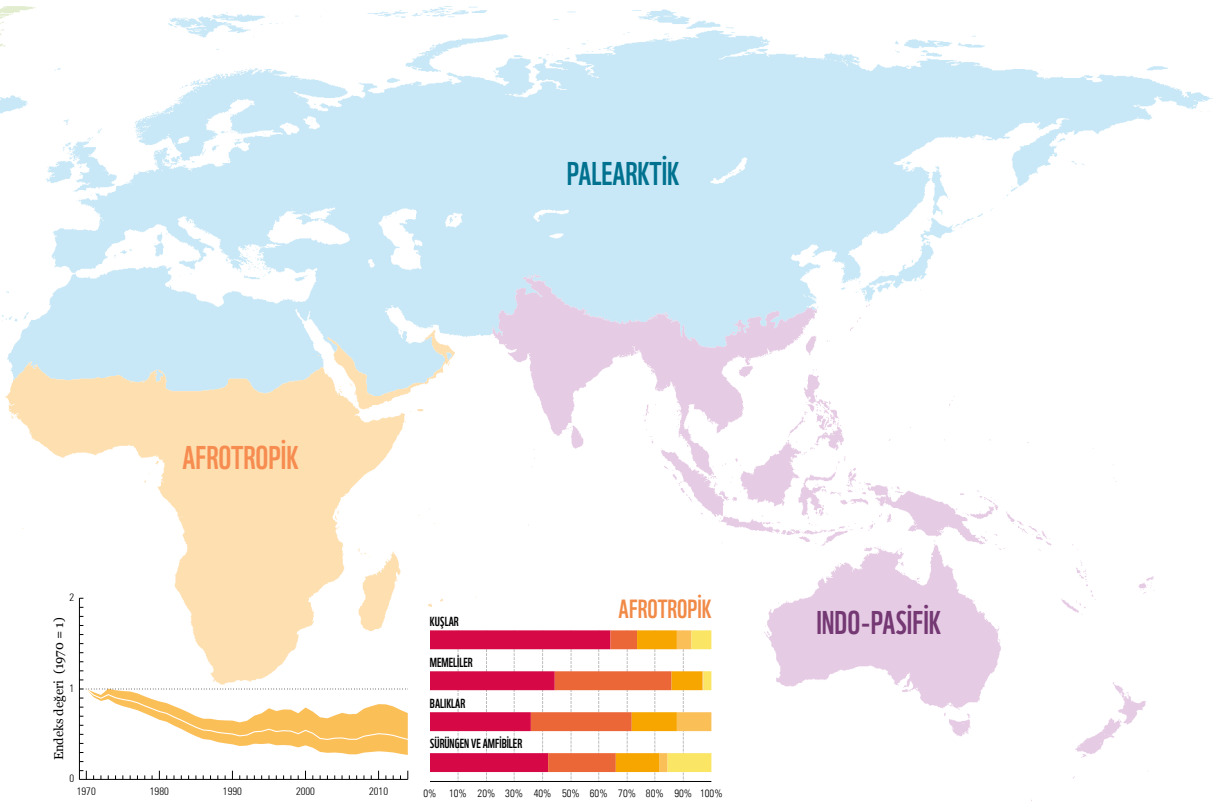 PALEARKTİK
AFROTROPİK
INDO-PASİFİK
Endeks değeri (1970 = 1)
2
1
0
1970 1980 1990 2000 2010
AFROTROPİK
KUŞLAR
MEMELİLER
BALIKLAR
SÜRÜNGEN VE AMFİBİLER
0% 10% 20% 30% 40% 50% 60% 70% 80% 90% 100%